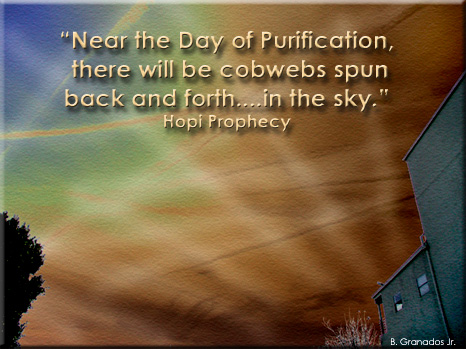 “Near the Day of Purification,
there will be cobwebs spun
back and forth....in the sky.”
Hopi Prophecy
B. Granados Jr.